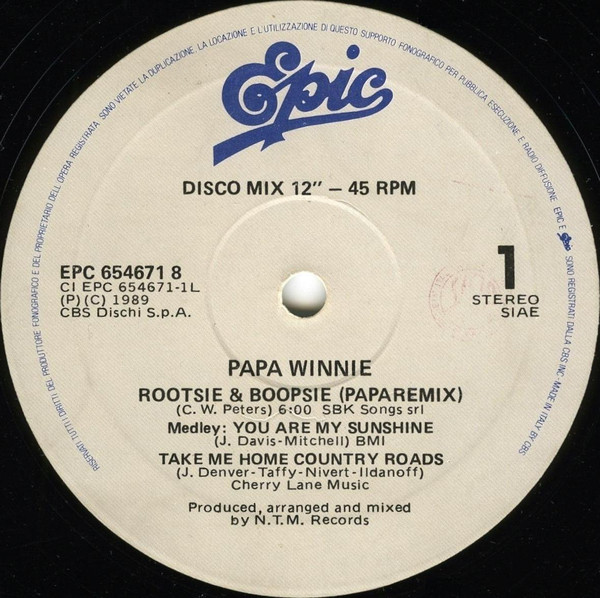 RISERVATI TUTTI I DIRITTI DEL PRODUTTORE FONOGRAFICO E DEL PROPRIETARIO DELL'OPERA REGISTRATA. SONO VIETATE LA DUPLICAZIONE, LA LOCAZIONE E L'UTILIZZAZIONE DI QUESTO SUPPORTO FONOGRAFICO PER PUBBLICA ESECUZIONE E RADIO DIFFUSIONE. EPIC E Epic SONO REGISTRATI DALLA CBS INC. MADE IN ITALY BY CBS
Epic
DISCO MIX 12" – 45 RPM
EPC 654671 8
CI EPC 654671-1L
(P) (C) 1989
CBS Dischi S.p.A.
1
STEREO
SIAE
PAPA WINNIE
ROOTSIE & BOOPSIE (PAPAREMIX)
(C. W. Peters) 6:00 SBK Songs srl
Medley: YOU ARE MY SUNSHINE
(J. Davis-Mitchell) BMI
TAKE ME HOME COUNTRY ROADS
(J. Denver-Taffy-Nivert-Ildanoff)
Cherry Lane Music
Produced, arranged and mixed
by N.T.M. Records